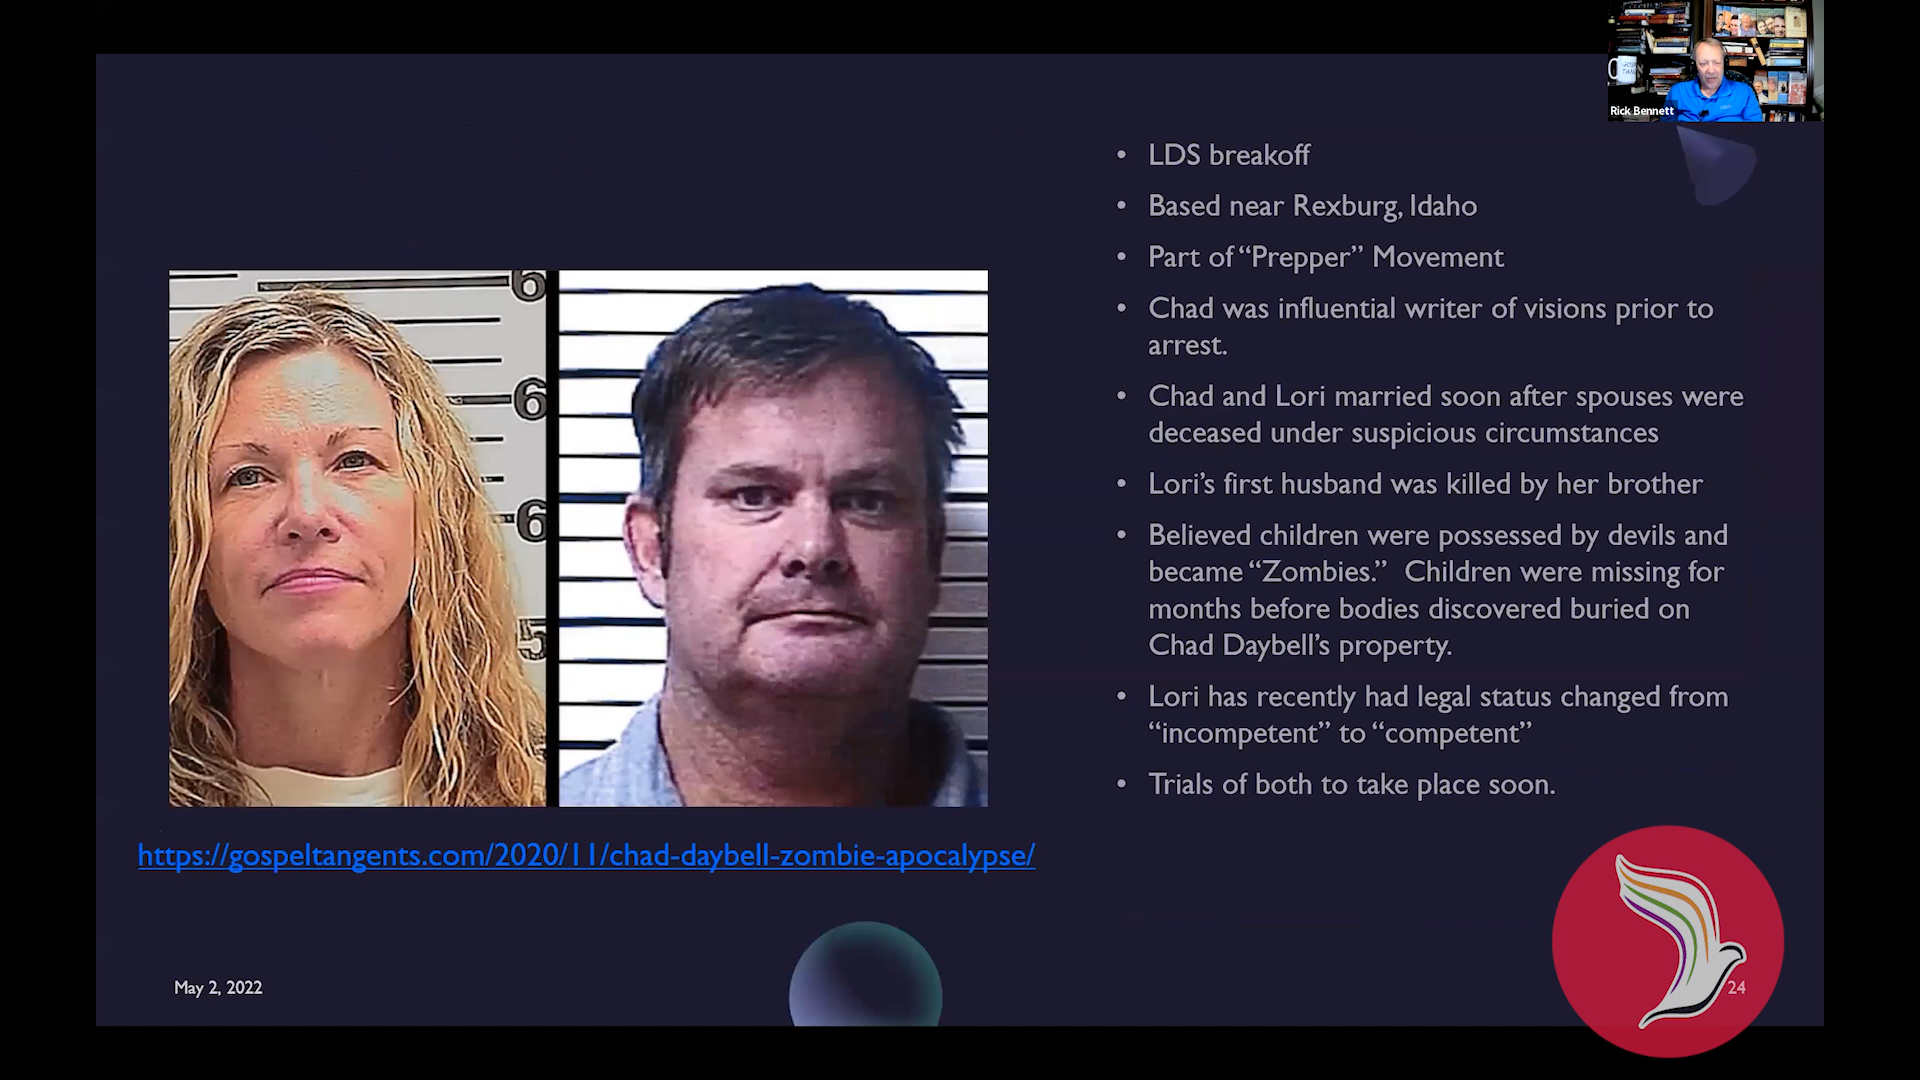 Rick Bennett
• LDS breakoff
• Based near Rexburg, Idaho
• Part of “Prepper” Movement
• Chad was influential writer of visions prior to
arrest.
• Chad and Lori married soon after spouses were
deceased under suspicious circumstances
• Lori’s first husband was killed by her brother
• Believed children were possessed by devils and
became “Zombies.”  Children were missing for
months before bodies discovered buried on
Chad Daybell’s property.
• Lori has recently had legal status changed from
“incompetent” to “competent”
• Trials of both to take place soon.
6
6
6
5
https://gospeltangents.com/2020/11/chad-daybell-zombie-apocalypse/
May 2, 2022
24